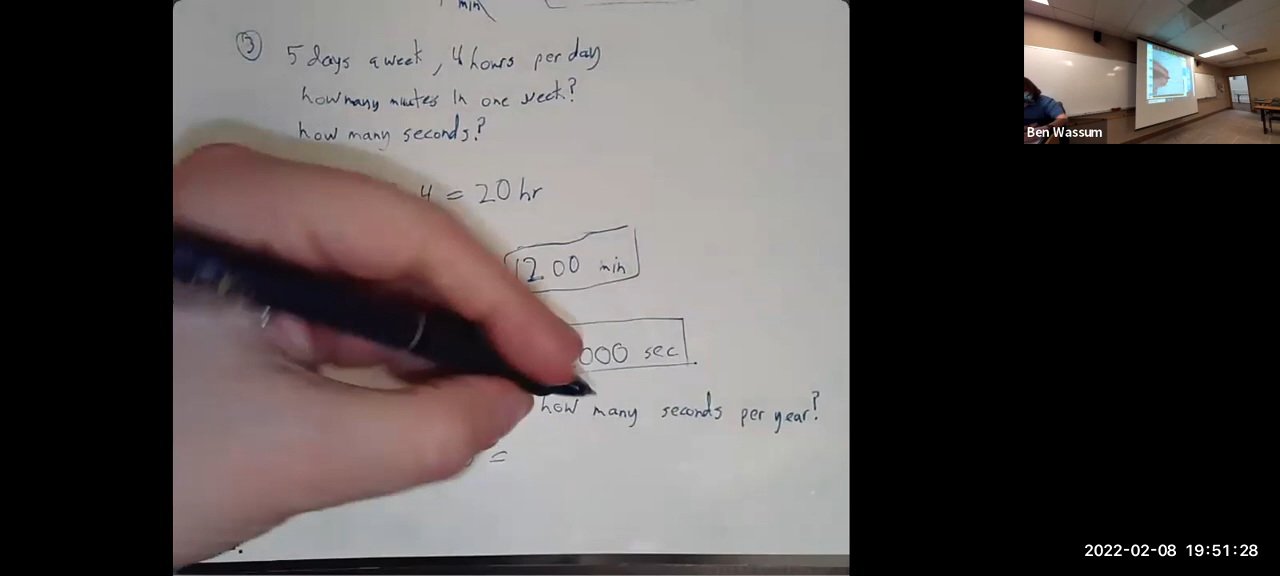 min
3
5 days a week, 4 hours per day
how many minutes in one week?
how many seconds?
4 = 20 hr
1200 min
000 sec
how many seconds per year?
=
Ben Wassum
2022-02-08 19:51:28